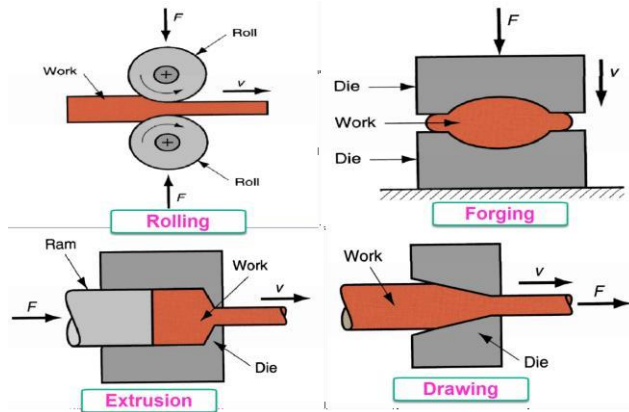 F
Roll
Work
v
Roll
F
Rolling
F
v
Die
Work
Die
Forging
Ram
Work
v
F
Die
Extrusion
Work
v
F
Die
Drawing